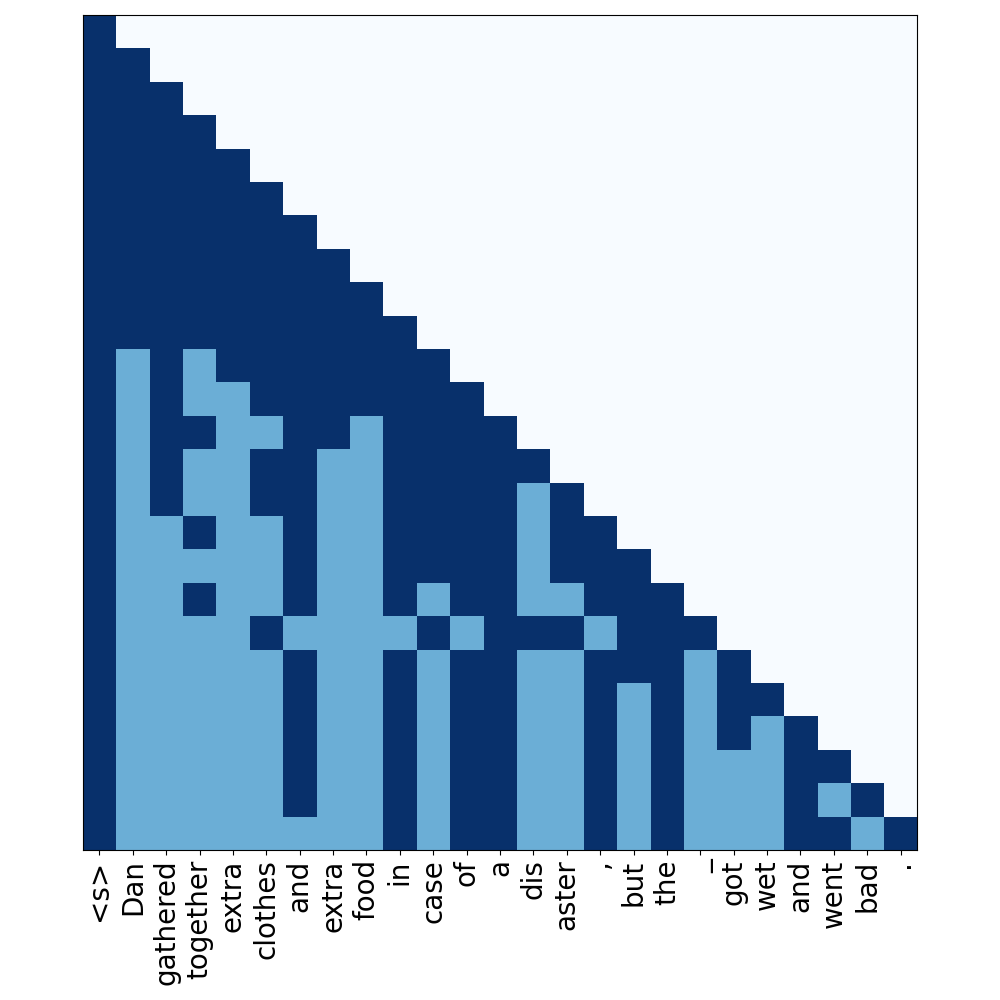 <s> Dan gathered together extra clothes and extra food in case of a dis aster , but the _ got wet and went bad .